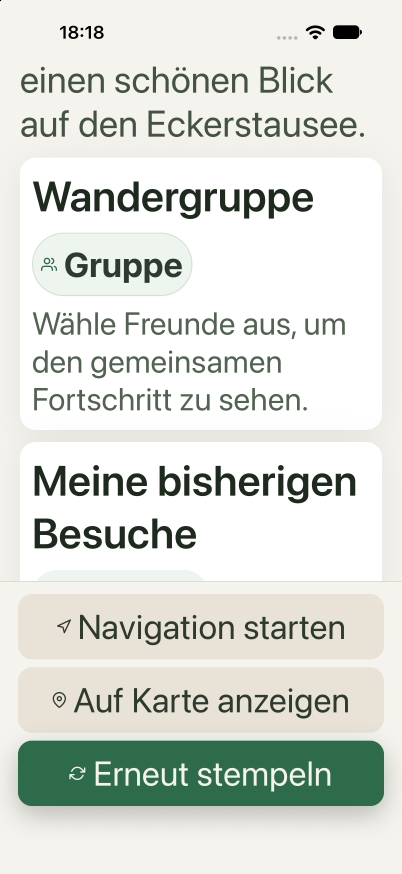 18:18
einen schönen Blick
auf den Eckerstausee.
Wandergruppe
Gruppe
Wähle Freunde aus, um
den gemeinsamen
Fortschritt zu sehen.
Meine bisherigen
Besuche
Navigation starten
Auf Karte anzeigen
Erneut stempeln